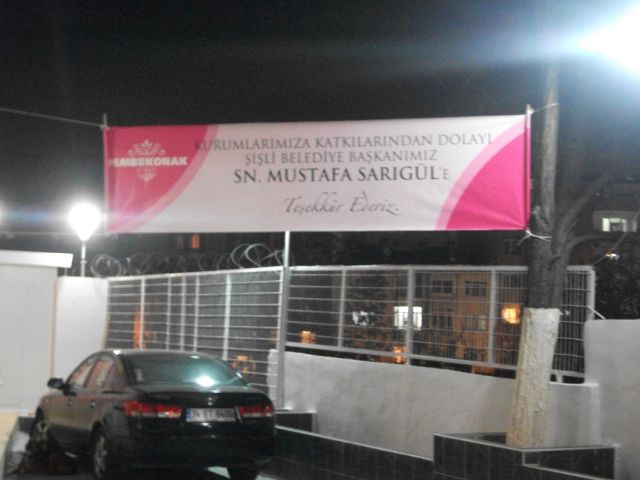 PEMBEKONAK
KURUMLARIMIZA KATKILARINDAN DOLAYI
ŞİŞLİ BELEDİYE BAŞKANIMIZ
SN. MUSTAFA SARIGÜL'E
Teşekkür Ederiz.